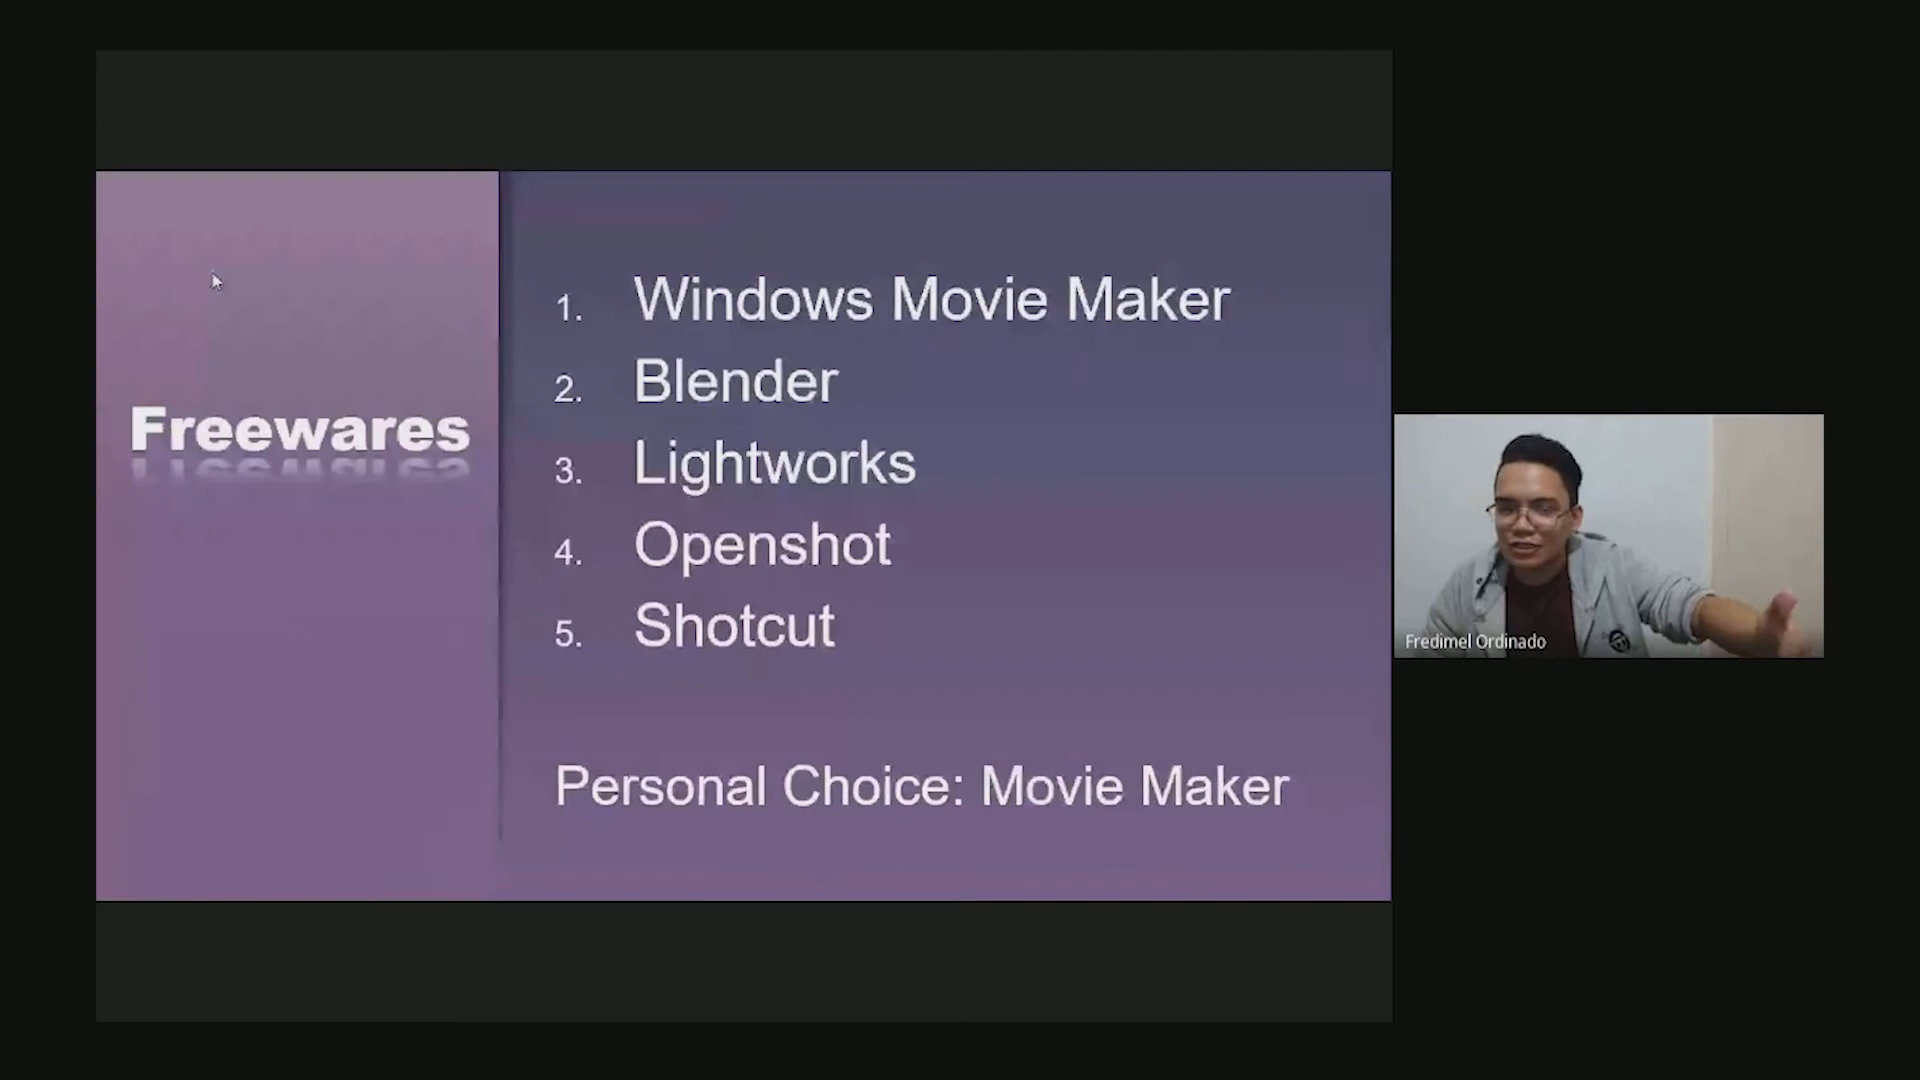 Freewares
1. Windows Movie Maker
2. Blender
3. Lightworks
4. Openshot
5. Shotcut
Personal Choice: Movie Maker
Fredimel Ordinado